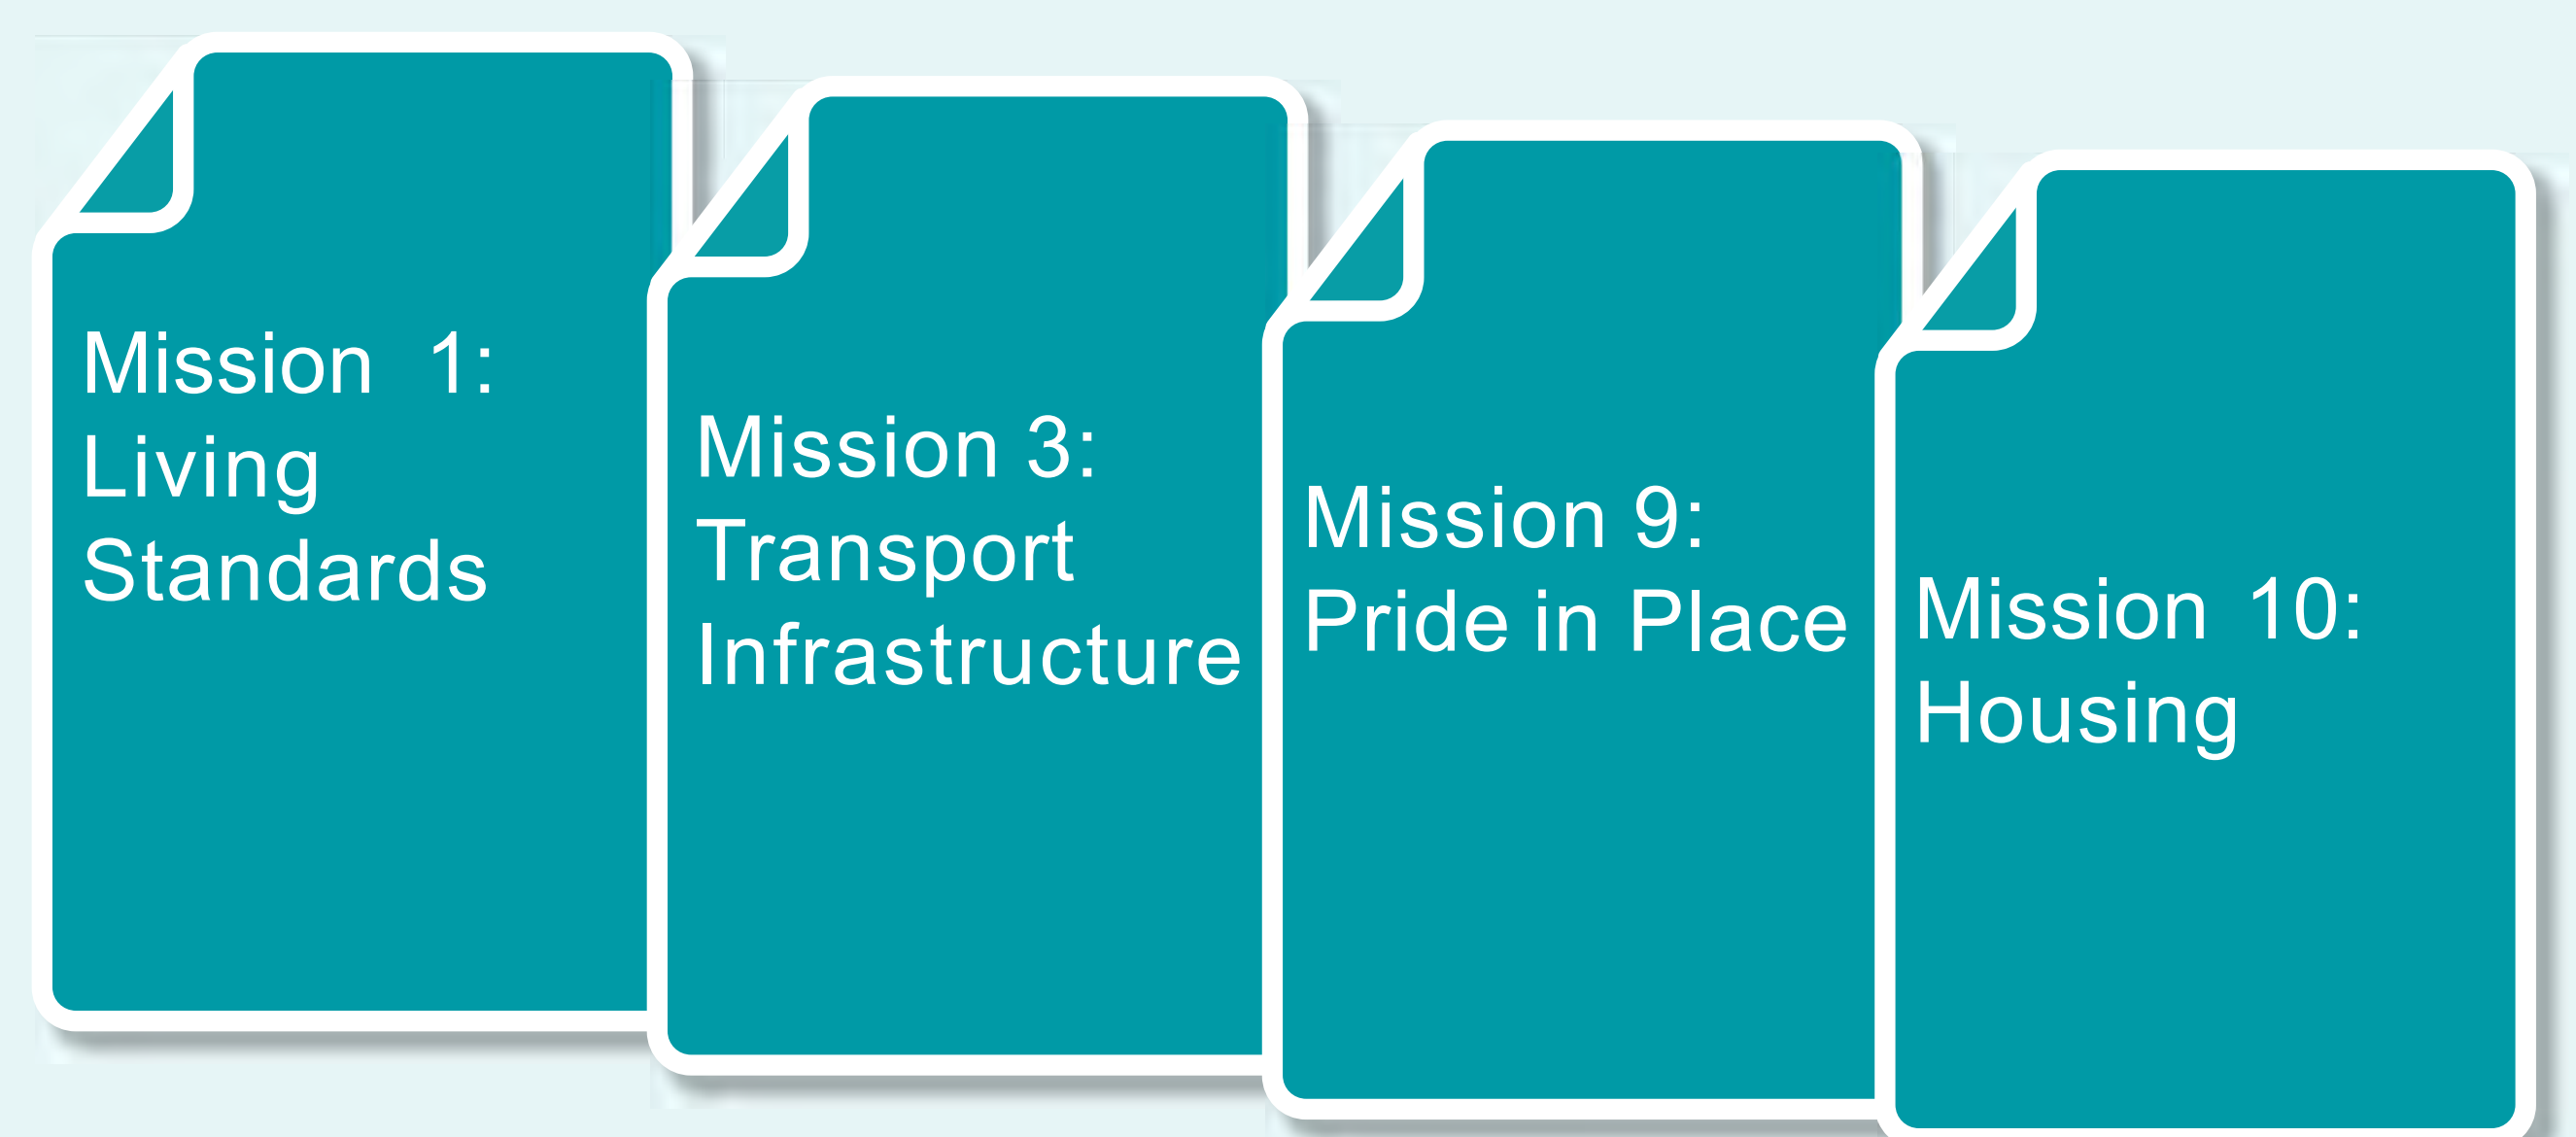 Mission 1:
Living
Standards
Mission 3:
Transport
Infrastructure
Mission 9:
Pride in Place
Mission 10:
Housing